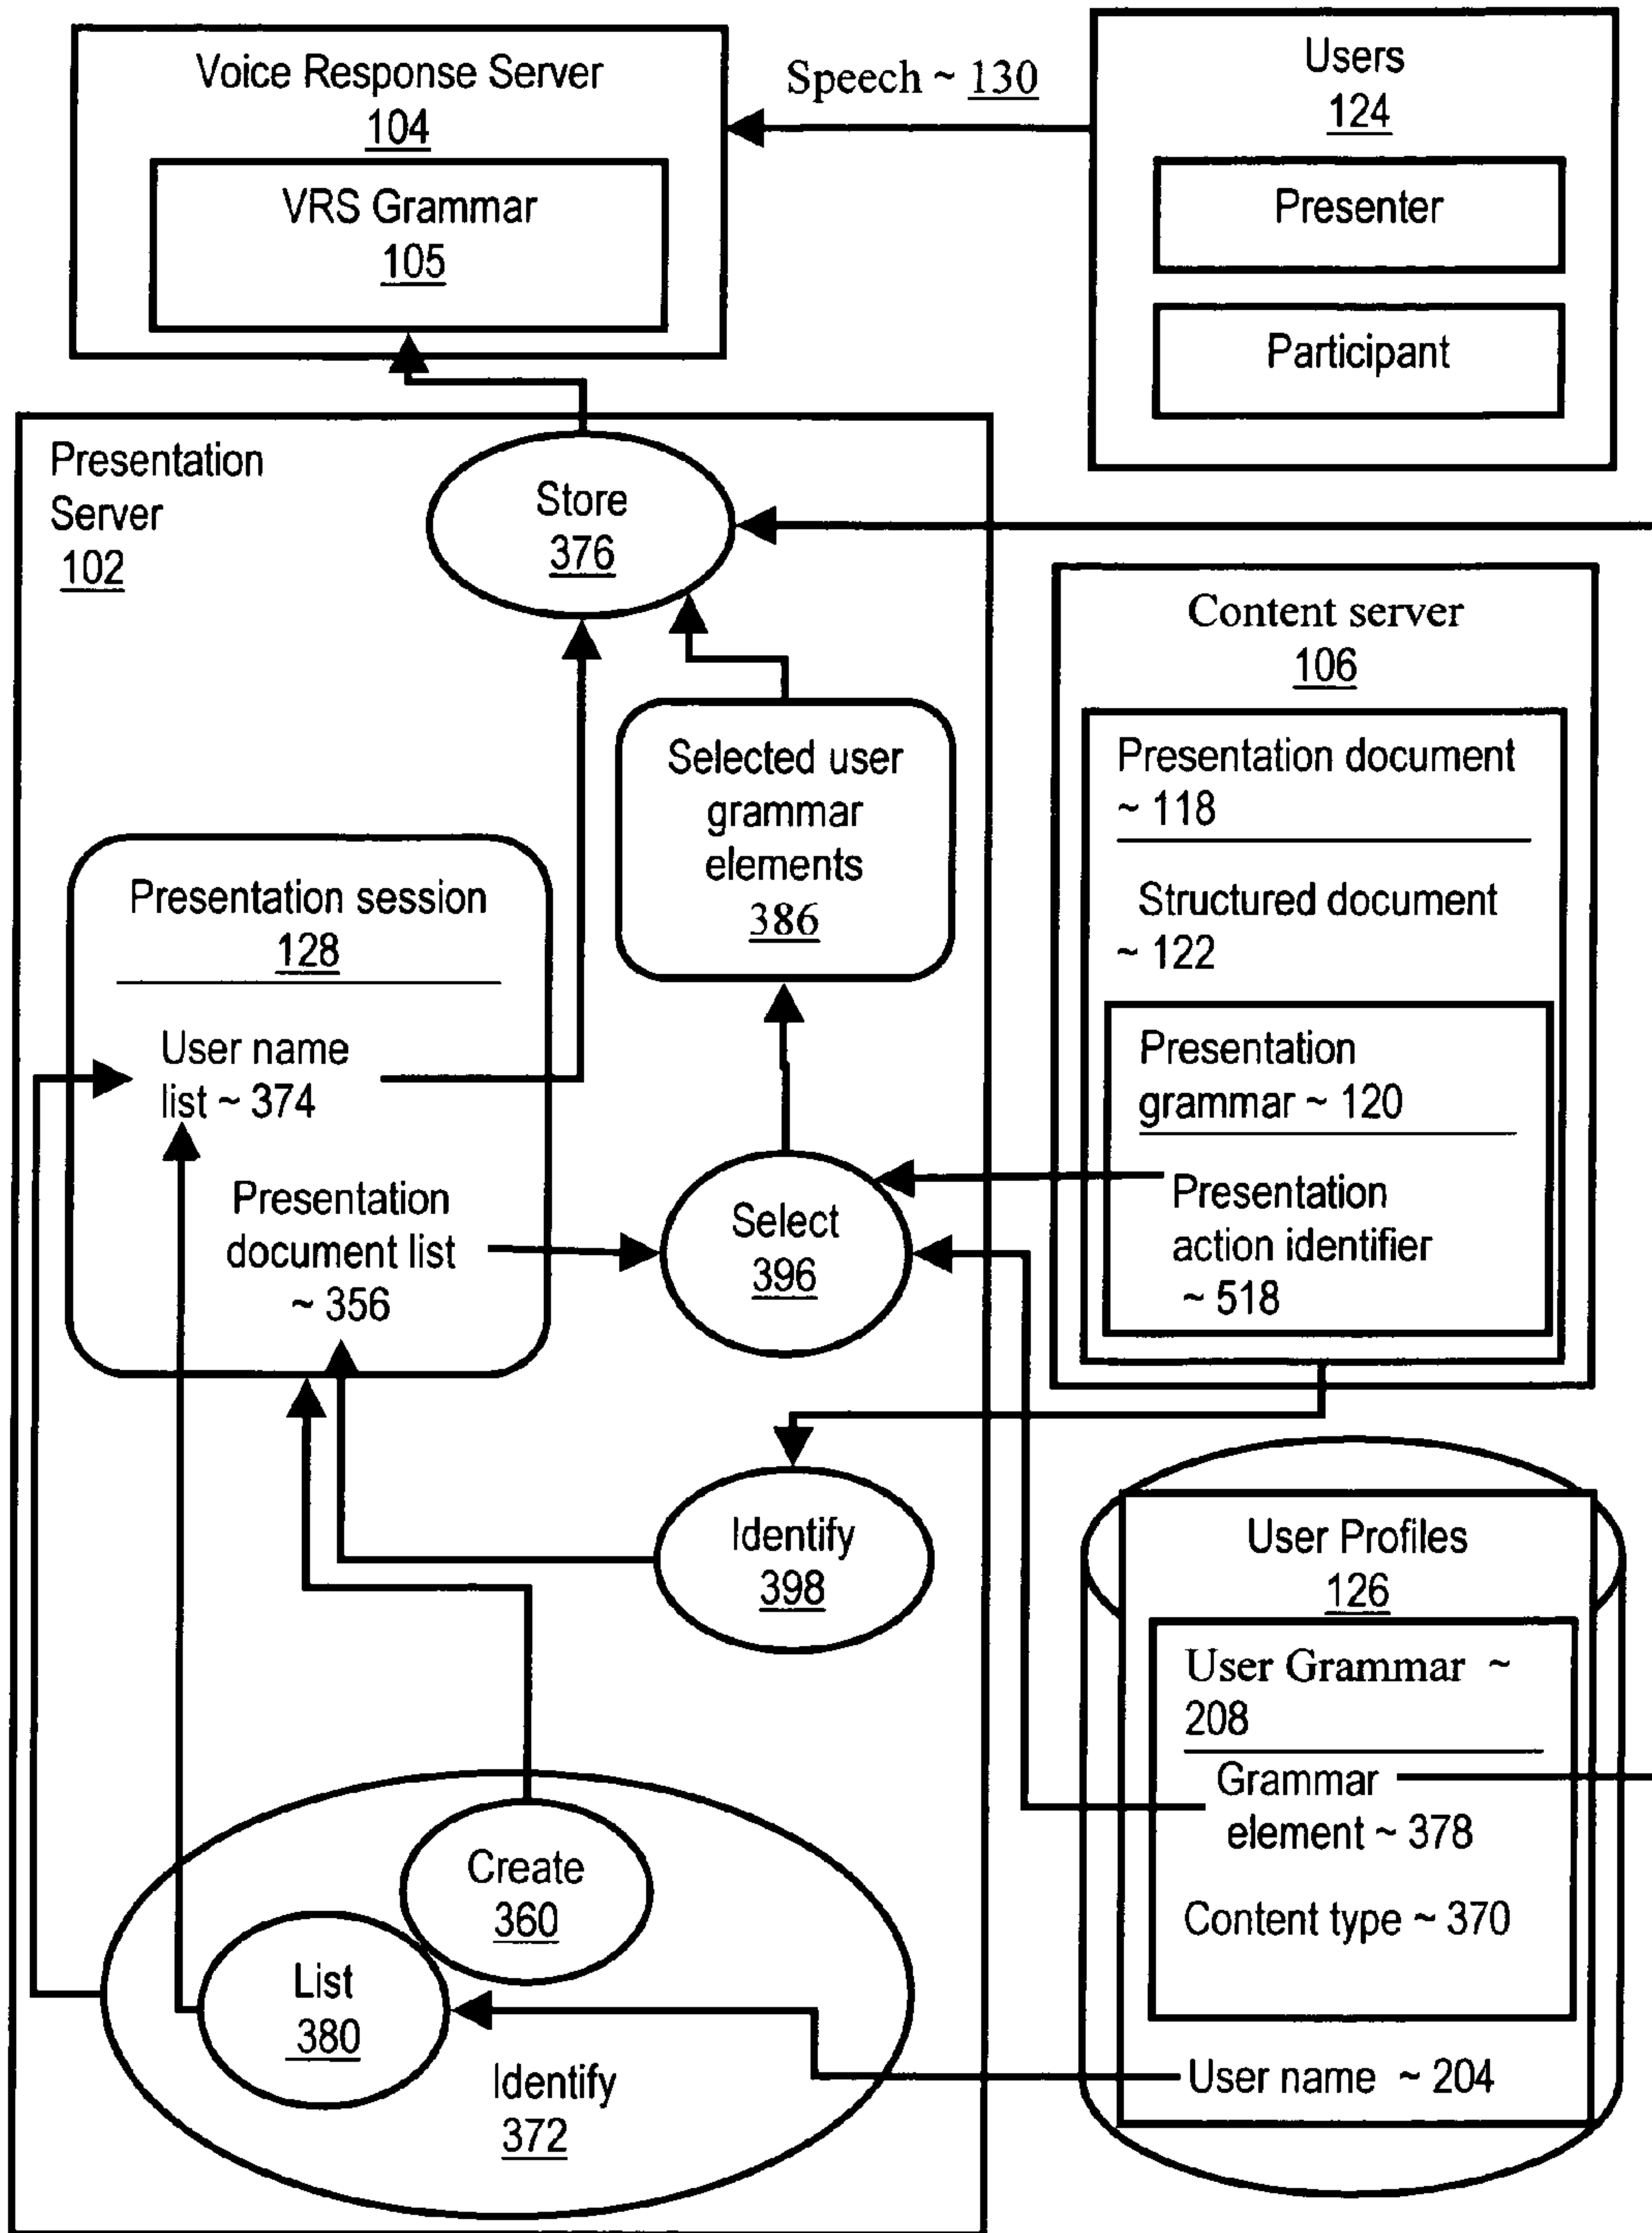 Voice Response Server
104
VRS Grammar
105
Speech ~ 130
Users
124
Presenter
Participant
Presentation
Server
102
Store
376
Selected user
grammar
elements
386
Presentation session
128
User name
list ~ 374
Presentation
document list
~ 356
Select
396
Identify
398
Create
360
List
380
Identify
372
Content server
106
Presentation document
~ 118
Structured document
~ 122
Presentation
grammar ~ 120
Presentation
action identifier
~ 518
User Profiles
126
User Grammar ~
208
Grammar
element ~ 378
Content type ~ 370
User name ~ 204